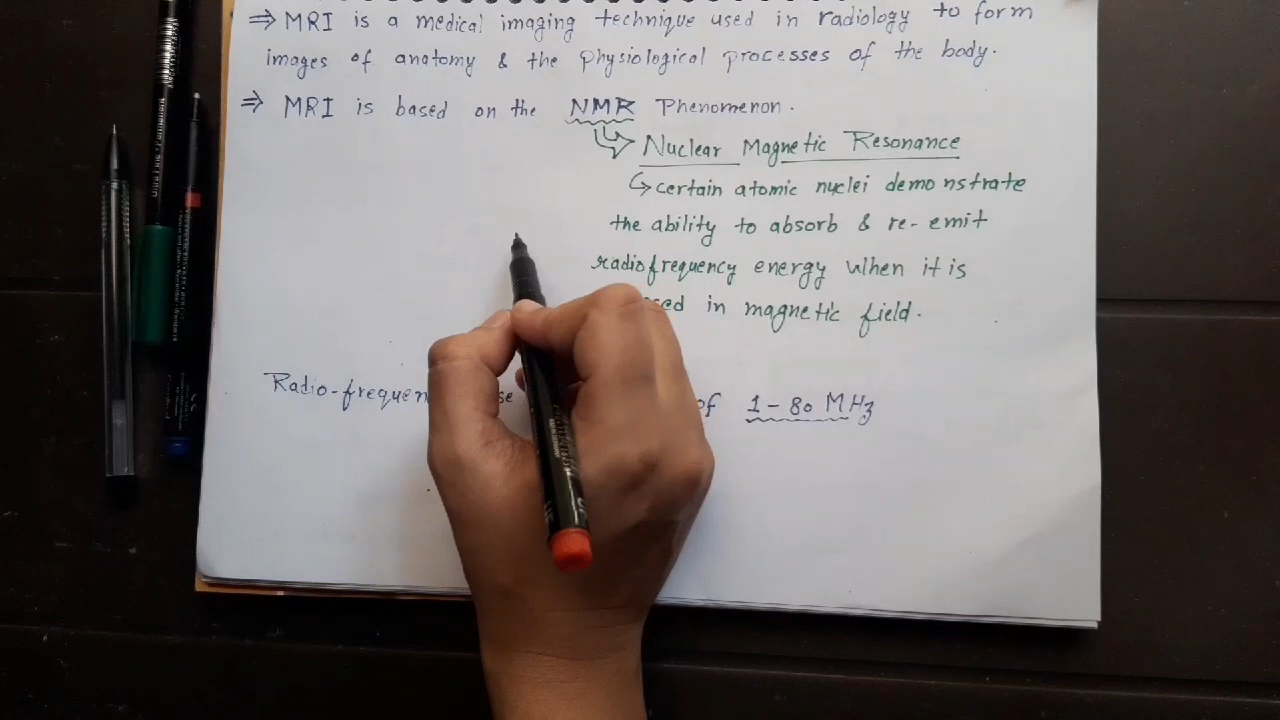 ⇒ MRI is a medical imaging technique used in radiology to form
images of anatomy & the physiological processes of the body.
⇒ MRI is based on the NMR Phenomenon.
Nuclear Magnetic Resonance
↳ certain atomic nuclei demonstrate
the ability to absorb & re-emit
radiofrequency energy when it is
in magnetic field.
Radio-frequen of 1-80 MHz